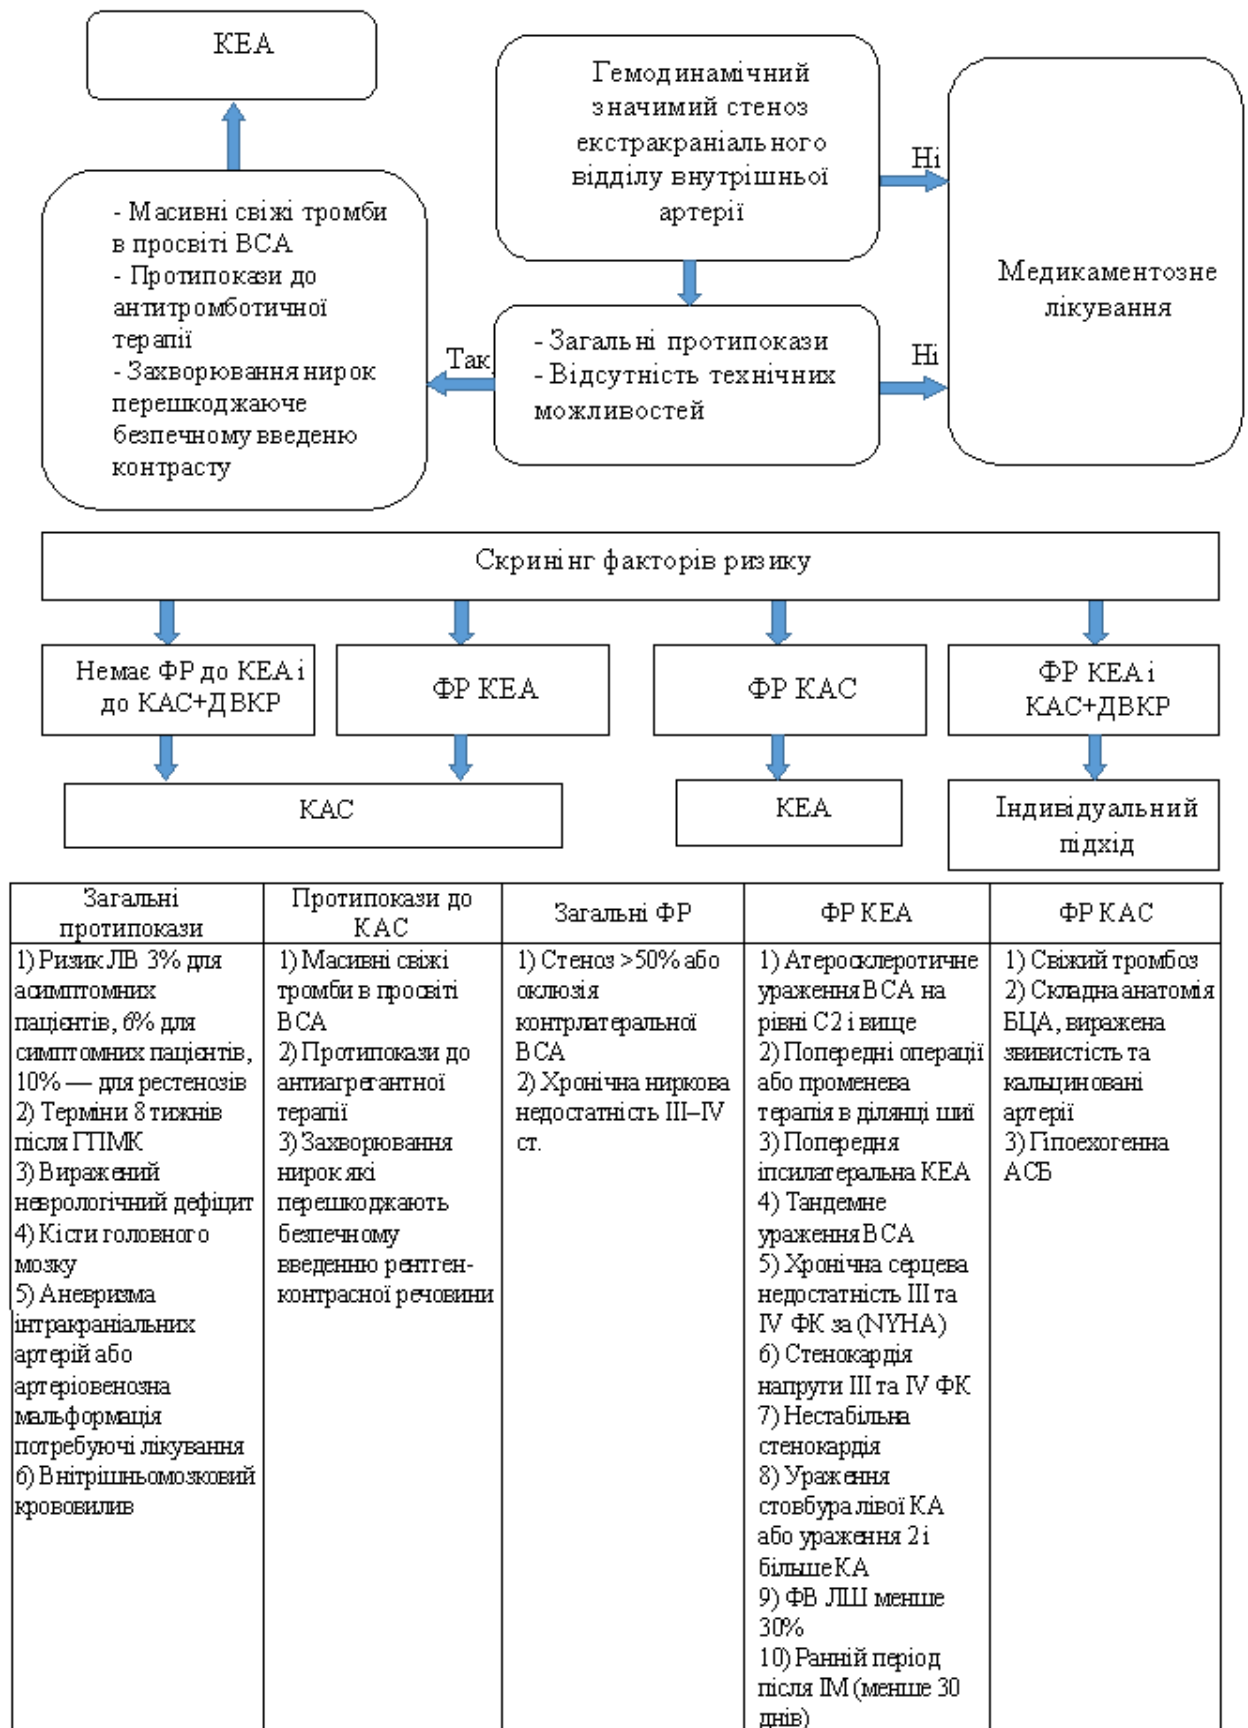 КЕА
Гемодинамічний
значимий стеноз
екстракраніального
відділу внутрішньої
артерії
Ні
Медикаментозне
лікування
- Масивні свіжі тромби
в просвіті ВСА
- Протипокази до
антитромботичної
терапії
- Захворювання нирок
перешкоджаюче
безпечному введеню
контрасту
Так
- Загальні протипокази
- Відсутність технічних
можливостей
Ні
Скринінг факторів ризику
Немає ФР до КЕА і
до КАС+ДВКР
ФР КЕА
ФР КАС
ФР КЕА і
КАС+ДВКР
КАС
КЕА
Індивідуальний
підхід
Загальні
протипокази
1) Ризик ЛВ 3% для
асимптомних
пацієнтів, 6% для
симптомних пацієнтів,
10% — для рестенозів
2) Терміни 8 тижнів
після ГПМК
3) Виражений
неврологічний дефіцит
4) Кісти головного
мозку
5) Аневризма
інтракраніальних
артерій або
артеріовенозна
мальформація
потребуючі лікування
6) Внітрішньомозковий
крововилив
Протипокази до
КАС
1) Масивні свіжі
тромби в просвіті
ВСА
2) Протипокази до
антиагрегантної
терапії
3) Захворювання
нирок які
перешкоджають
безпечному
введенню рентген-
контрасної речовини
Загальні ФР
1) Стеноз >50% або
оклюзія
контрлатеральної
ВСА
2) Хронічна ниркова
недостатність III–IV
ст.
ФР КЕА
1) Атеросклеротичне
ураження ВСА на
рівні С2 і вище
2) Попередні операції
або променева
терапія в ділянці шиї
3) Попередня
іпсилатеральна КЕА
4) Тандемне
ураження ВСА
5) Хронічна серцева
недостатність III та
IV ФК за (NYHA)
6) Стенокардія
напруги III та IV ФК
7) Нестабільна
стенокардія
8) Ураження
стовбура лівої КА
або ураження 2 і
більше КА
9) ФВ ЛШ менше
30%
10) Ранній період
після ІМ (менше 30
днів)
ФР КАС
1) Свіжий тромбоз
2) Складна анатомія
БЦА, виражена
звивистість та
кальциновані
артерії
3) Гіпоехогенна
АСБ